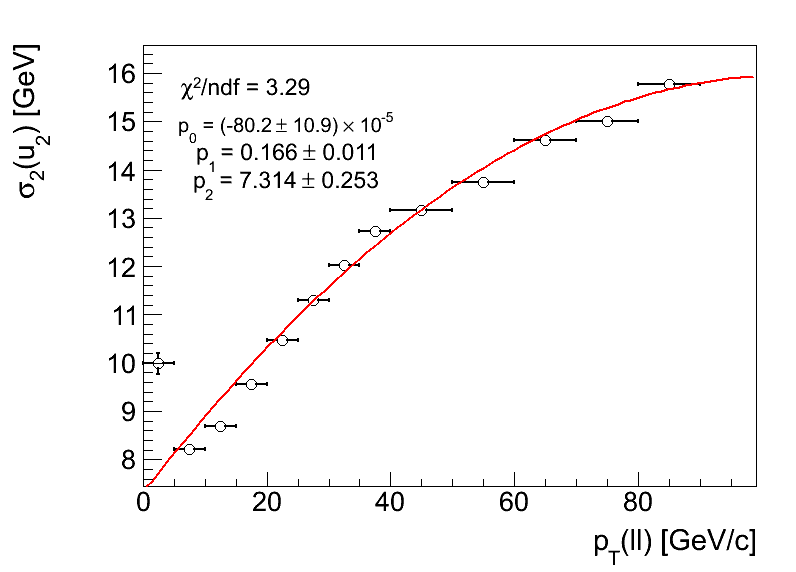 σ₂(u₂) [GeV]
χ²/ndf = 3.29
p₀ = (-80.2 ± 10.9) × 10⁻⁵
p₁ = 0.166 ± 0.011
p₂ = 7.314 ± 0.253
16
15
14
13
12
11
10
9
8
0 20 40 60 80
p_T(ll) [GeV/c]